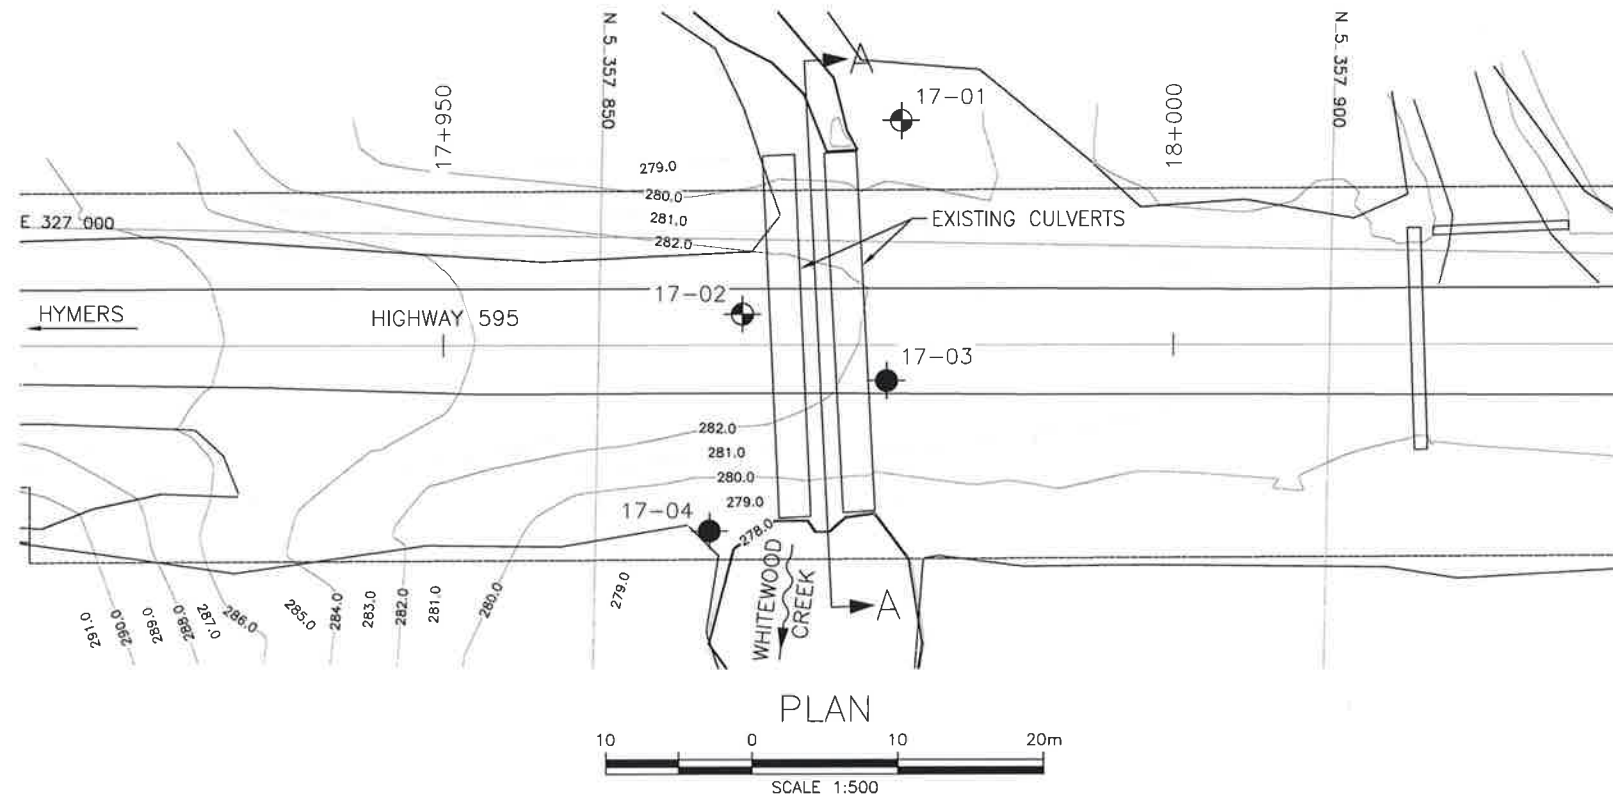 N 5 357 850
N 5 357 900
A
17-01
17+950
18+000
279.0
280.0
281.0
282.0
E 327 000
EXISTING CULVERTS
17-02
HYMERS
HIGHWAY 595
17-03
282.0
281.0
280.0
279.0
17-04
278.0
WHITEWOOD
CREEK
A
291.0
290.0
289.0
288.0
287.0
286.0
285.0
284.0
283.0
282.0
281.0
280.0
279.0
PLAN
10 0 10 20m
SCALE 1:500